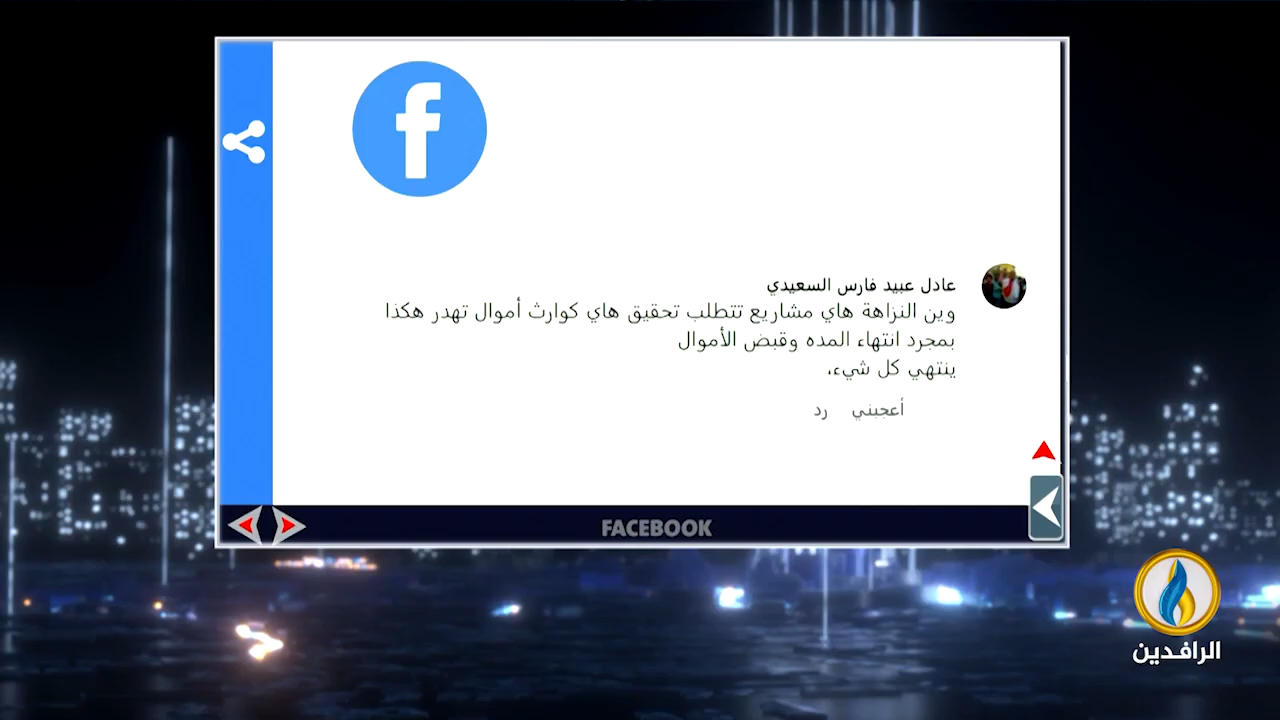 عادل عبيد فارس السعيدي
وين النزاهة هاي مشاريع تتطلب تحقيق هاي كوارث أموال تهدر هكذا
بمجرد انتهاء المده وقبض الأموال
ينتهي كل شيء،
أعجبني رد
FACEBOOK
الرافدين